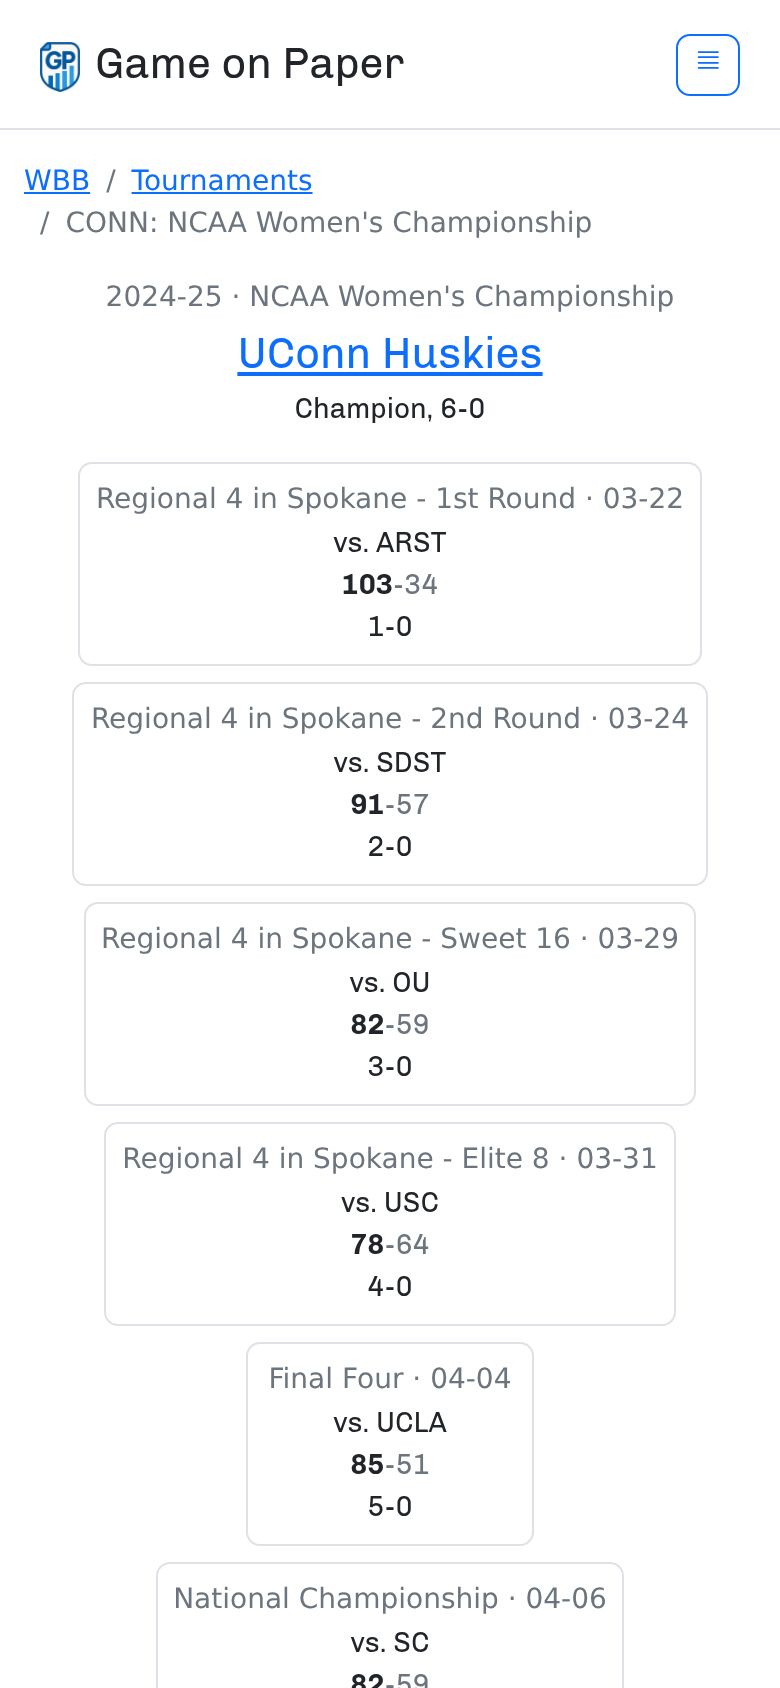 GP
Game on Paper
WBB / Tournaments
/ CONN: NCAA Women's Championship
2024-25 · NCAA Women's Championship
UConn Huskies
Champion, 6-0
Regional 4 in Spokane - 1st Round · 03-22
vs. ARST
103-34
1-0
Regional 4 in Spokane - 2nd Round · 03-24
vs. SDST
91-57
2-0
Regional 4 in Spokane - Sweet 16 · 03-29
vs. OU
82-59
3-0
Regional 4 in Spokane - Elite 8 · 03-31
vs. USC
78-64
4-0
Final Four · 04-04
vs. UCLA
85-51
5-0
National Championship · 04-06
vs. SC
82-59